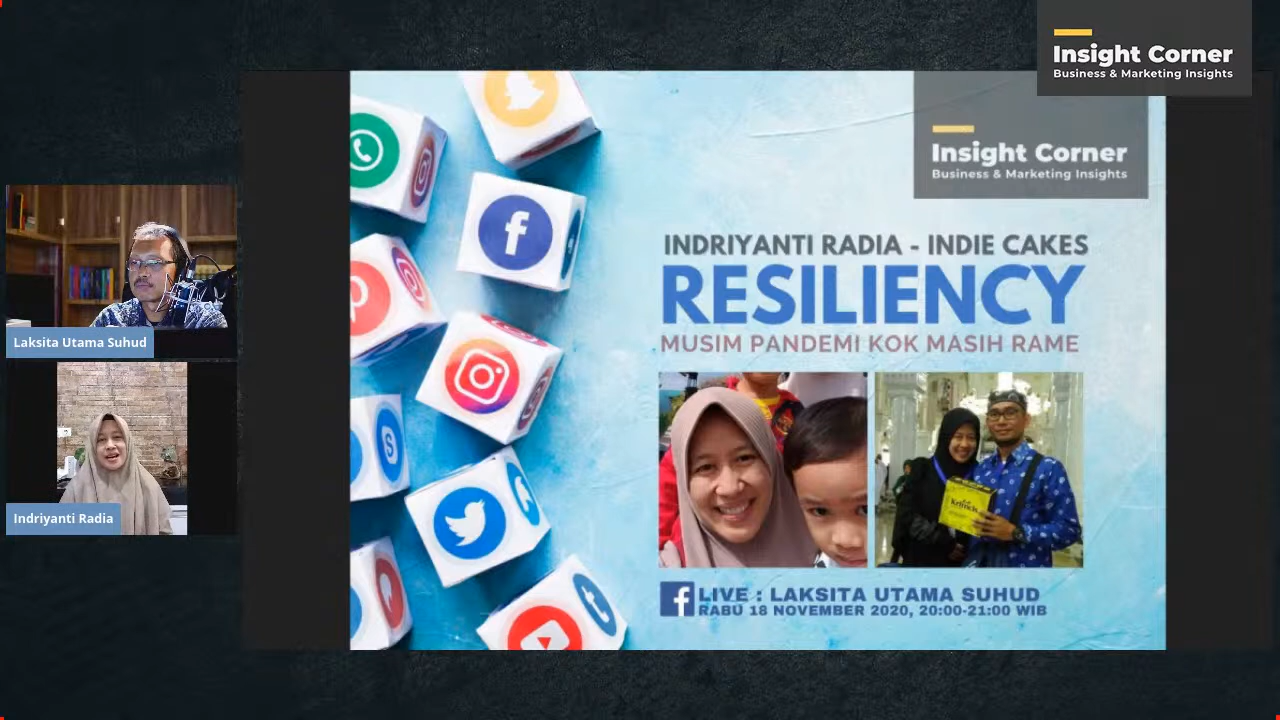 Insight Corner
Business & Marketing Insights
Insight Corner
Business & Marketing Insights
INDRIYANTI RADIA - INDIE CAKES
RESILIENCY
MUSIM PANDEMI KOK MASIH RAME
LIVE : LAKSITA UTAMA SUHUD
RABU 18 NOVEMBER 2020, 20:00-21:00 WIB
Laksita Utama Suhud
Indriyanti Radia